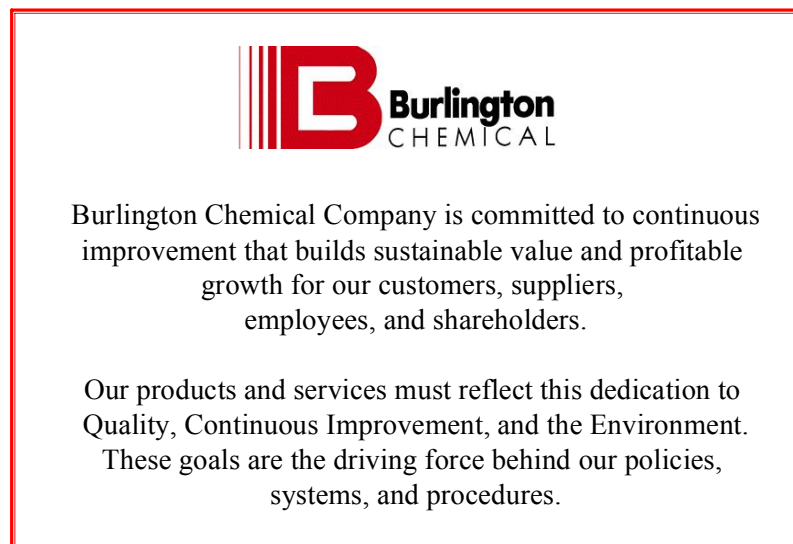 Burlington
CHEMICAL
Burlington Chemical Company is committed to continuous
improvement that builds sustainable value and profitable
growth for our customers, suppliers,
employees, and shareholders.
Our products and services must reflect this dedication to
Quality, Continuous Improvement, and the Environment.
These goals are the driving force behind our policies,
systems, and procedures.